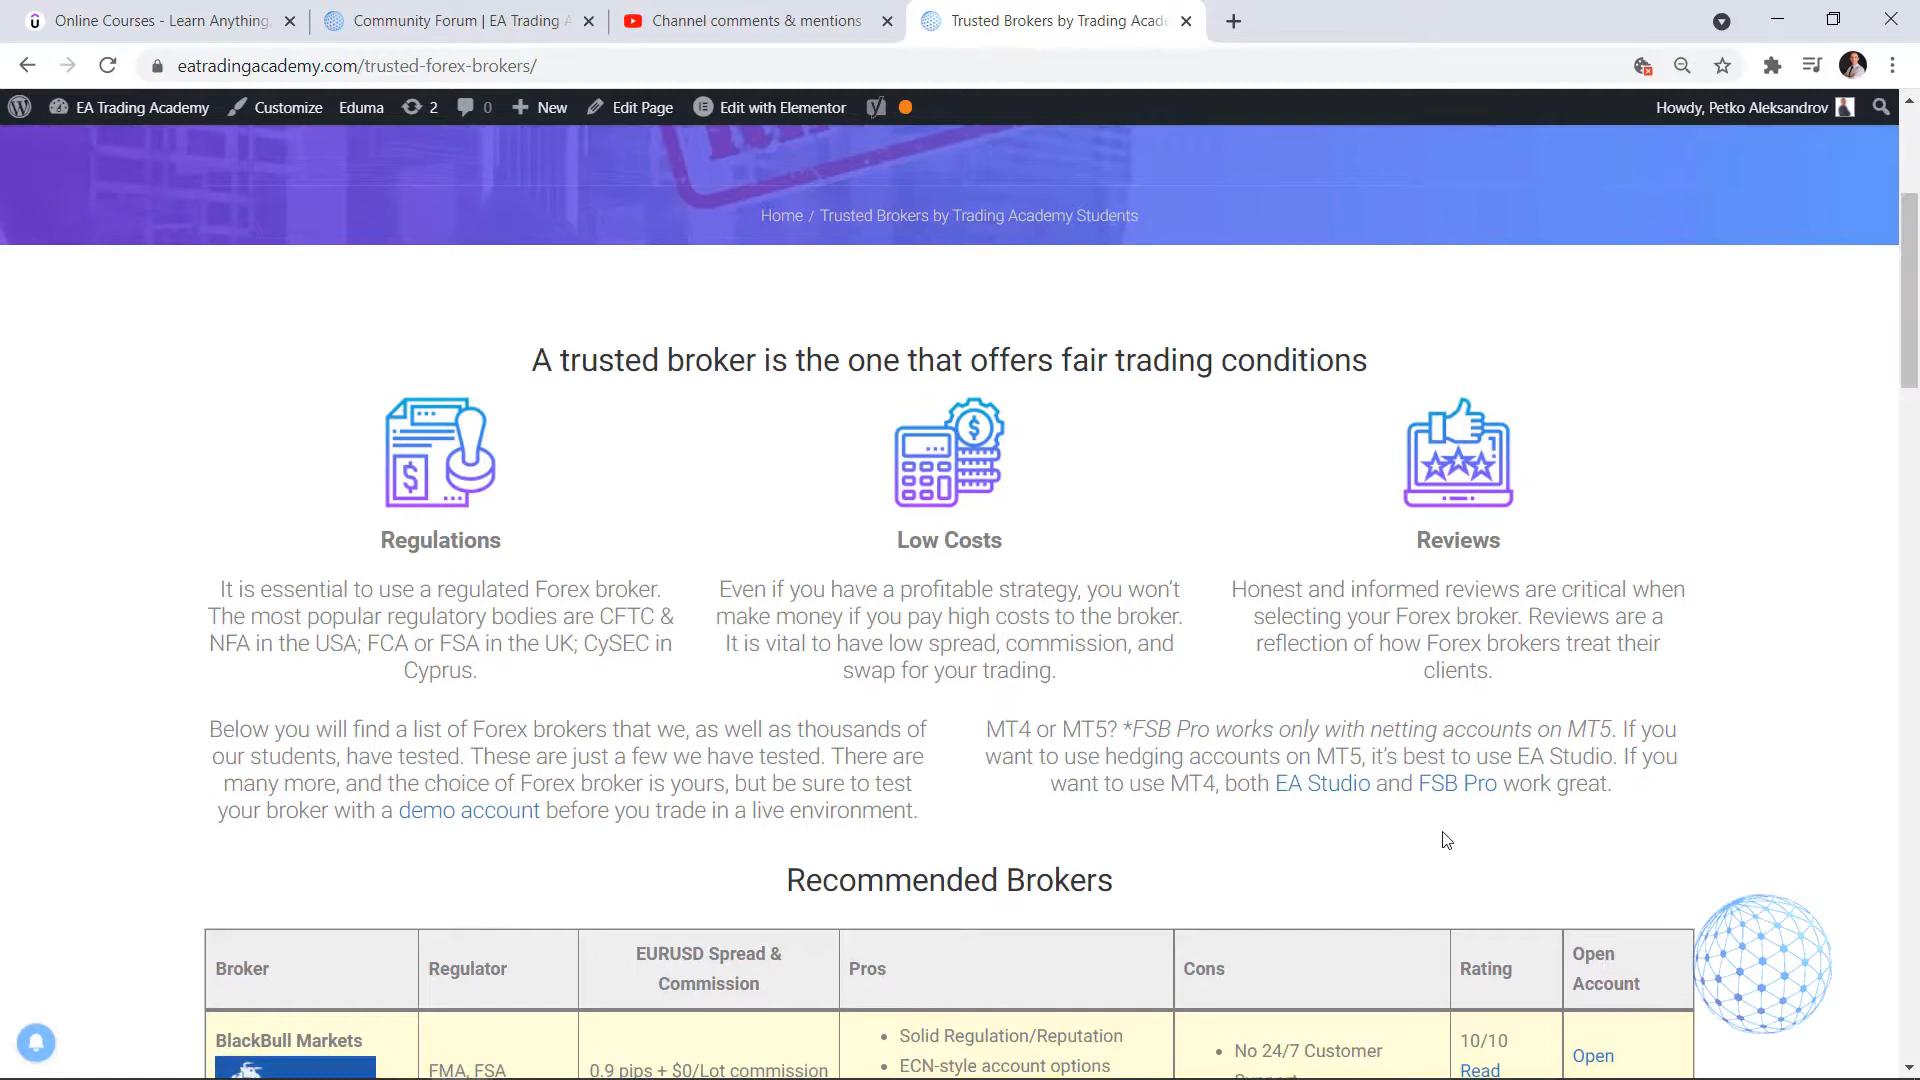 Online Courses - Learn Anything,
Community Forum | EA Trading A
Channel comments & mentions
Trusted Brokers by Trading Acade
eatradingacademy.com/trusted-forex-brokers/
EA Trading Academy
Customize
Eduma
2
0
New
Edit Page
Edit with Elementor
Howdy, Petko Aleksandrov
Home / Trusted Brokers by Trading Academy Students
A trusted broker is the one that offers fair trading conditions
Regulations
It is essential to use a regulated Forex broker.
The most popular regulatory bodies are CFTC &
NFA in the USA; FCA or FSA in the UK; CySEC in
Cyprus.
Low Costs
Even if you have a profitable strategy, you won't
make money if you pay high costs to the broker.
It is vital to have low spread, commission, and
swap for your trading.
Reviews
Honest and informed reviews are critical when
selecting your Forex broker. Reviews are a
reflection of how Forex brokers treat their
clients.
Below you will find a list of Forex brokers that we, as well as thousands of
our students, have tested. These are just a few we have tested. There are
many more, and the choice of Forex broker is yours, but be sure to test
your broker with a demo account before you trade in a live environment.
MT4 or MT5? *FSB Pro works only with netting accounts on MT5. If you
want to use hedging accounts on MT5, it's best to use EA Studio. If you
want to use MT4, both EA Studio and FSB Pro work great.
Recommended Brokers
Broker
Regulator
EURUSD Spread &
Commission
Pros
Cons
Rating
Open
Account
BlackBull Markets
FMA, FSA
0.9 pips + $0/Lot commission
Solid Regulation/Reputation
ECN-style account options
No 24/7 Customer
10/10
Read
Open